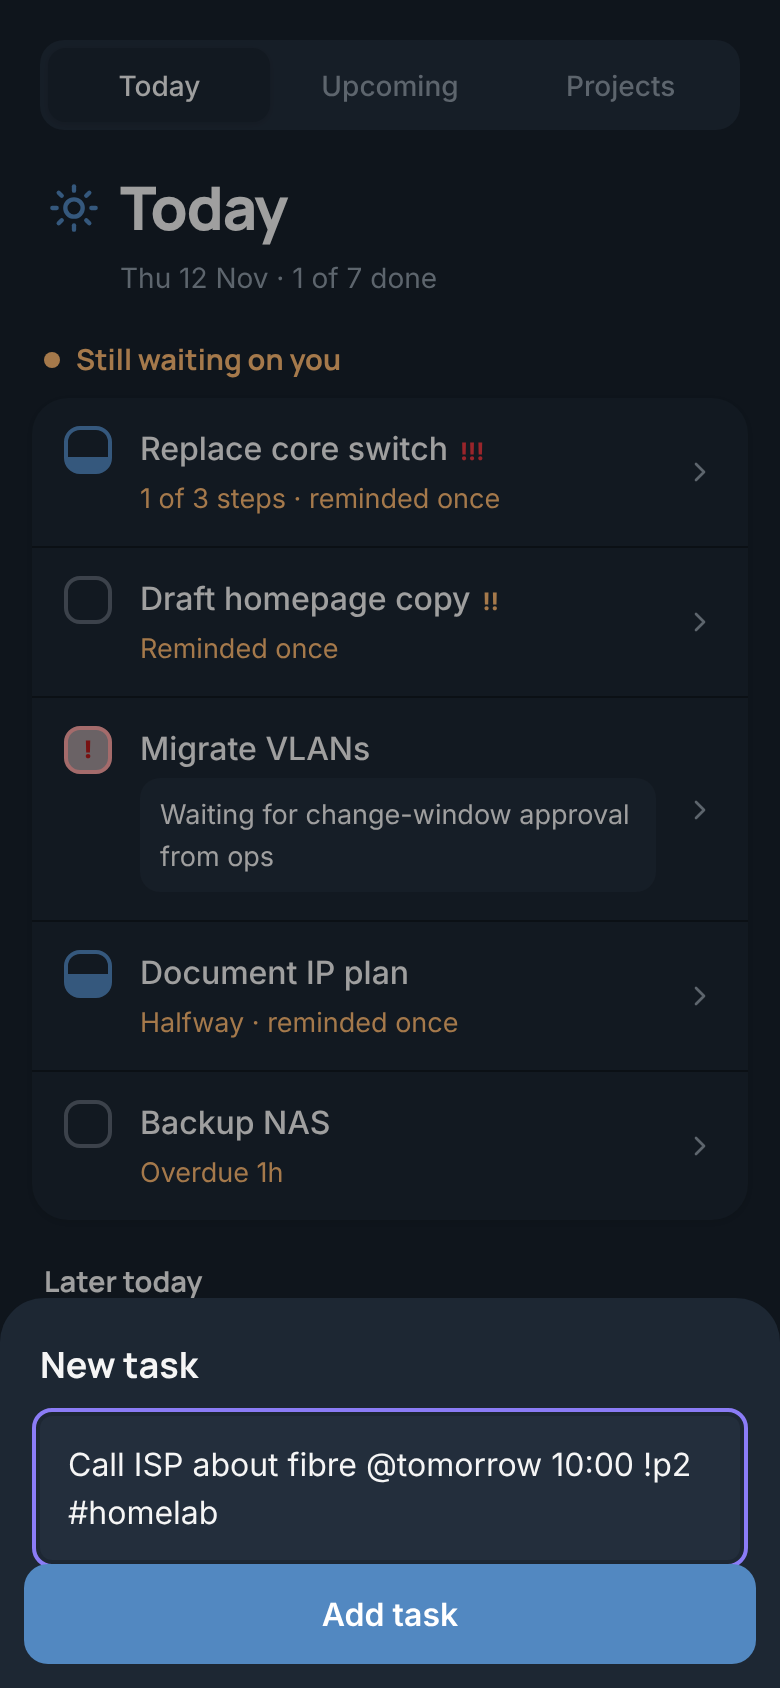 Today Upcoming Projects
Today
Thu 12 Nov · 1 of 7 done
Still waiting on you
Replace core switch !!!
1 of 3 steps · reminded once
Draft homepage copy !!
Reminded once
! Migrate VLANs
Waiting for change-window approval
from ops
Document IP plan
Halfway · reminded once
Backup NAS
Overdue 1h
Later today
New task
Call ISP about fibre @tomorrow 10:00 !p2
#homelab
Add task